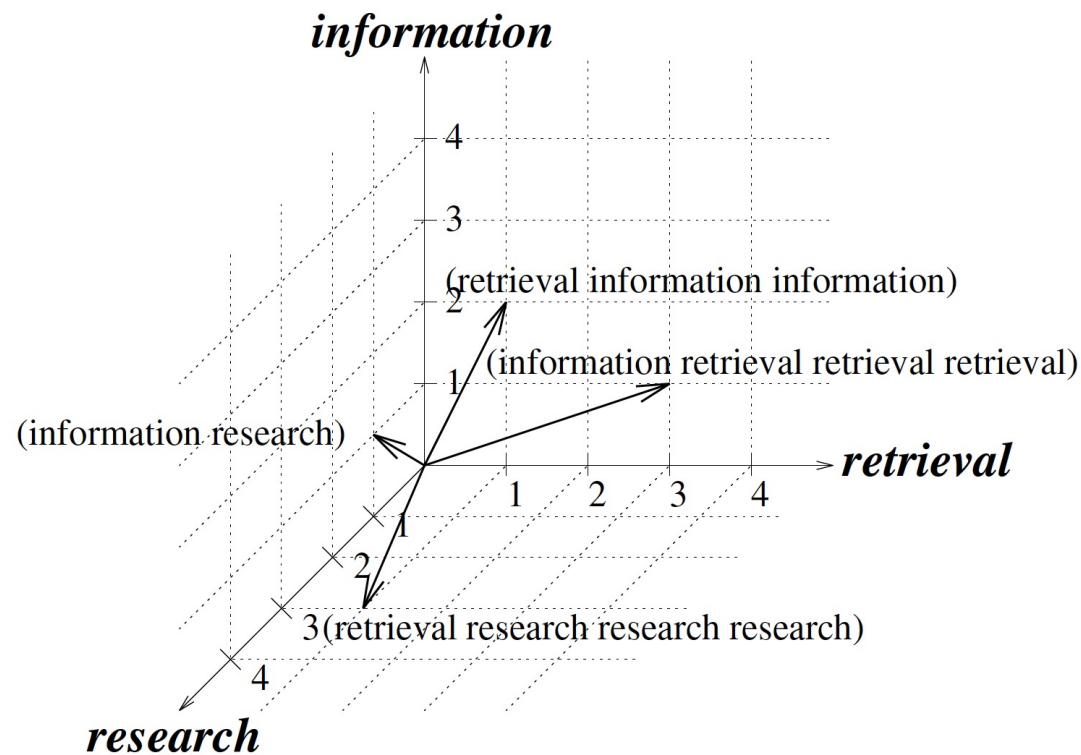 information
4
3
(retrieval information information)
2
(information retrieval retrieval retrieval)
1
(information research)
retrieval
1 2 3 4
1
2
3(retrieval research research research)
4
research